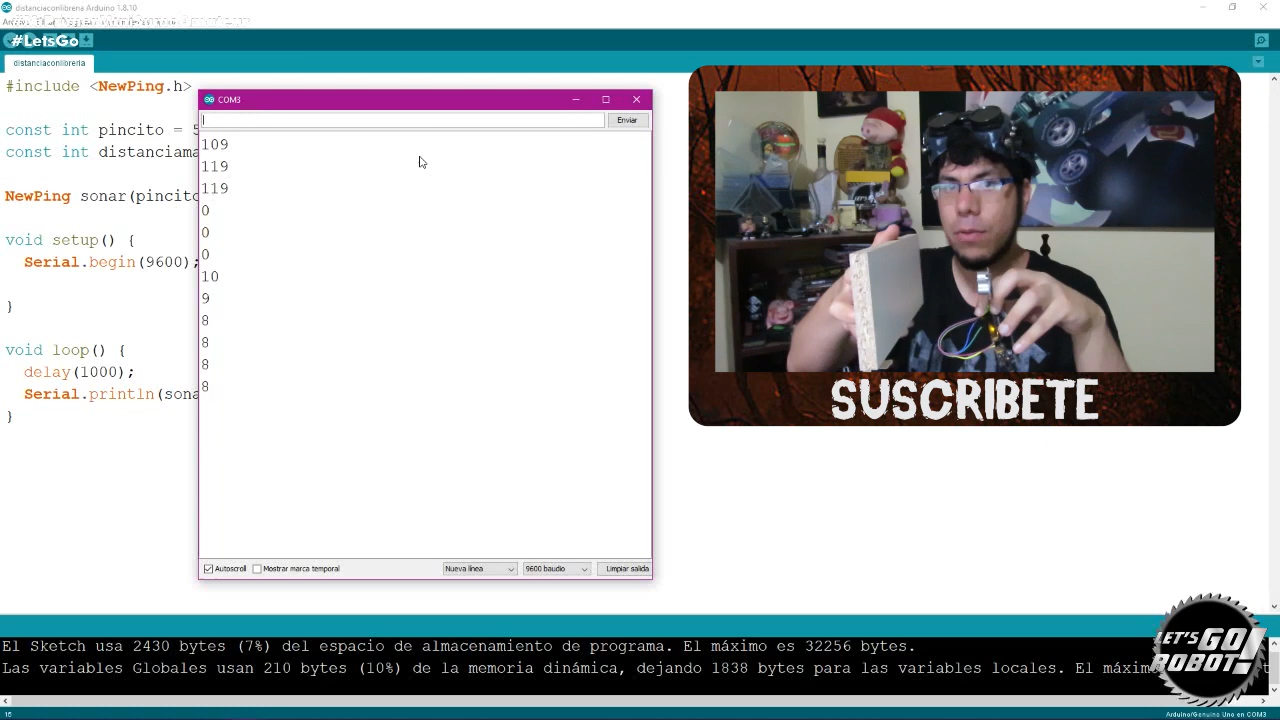 distanciaconlibreria Arduino 1.8.10
#LetsGo
distanciaconlibreria
#include <NewPing.h>
const int pincito = 5
const int distanciama
NewPing sonar(pincito
void setup() {
Serial.begin(9600);
}
void loop() {
delay(1000);
Serial.println(sona
}
COM3
Enviar
109
119
119
0
0
0
10
9
8
8
8
8
Autoscroll
Mostrar marca temporal
Nueva línea
9600 baudio
Limpiar salida
SUSCRIBETE
El Sketch usa 2430 bytes (7%) del espacio de almacenamiento de programa. El máximo es 32256 bytes.
Las variables Globales usan 210 bytes (10%) de la memoria dinámica, dejando 1838 bytes para las variables locales. El máxim
LET'S GO ROBOT!
16
Arduino/Genuino Uno en COM3